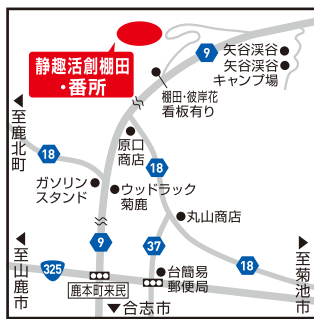 静趣活創棚田
・番所
9
矢谷渓谷
矢谷渓谷
キャンプ場
棚田・彼岸花
看板有り
至鹿北町
原口
商店
18
18
ガソリン
スタンド
ウッドラック
菊鹿
丸山商店
9
37
至山鹿市
325
台簡易
郵便局
18
至菊池市
鹿本町来民
合志市